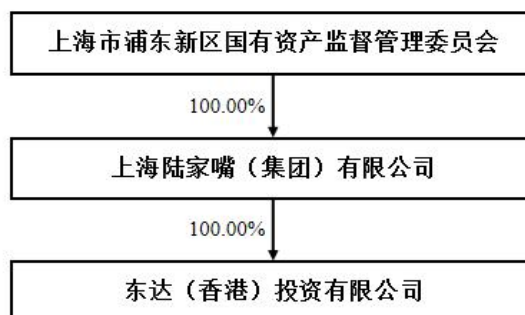 上海市浦东新区国有资产监督管理委员会
100.00%
上海陆家嘴（集团）有限公司
100.00%
东达（香港）投资有限公司